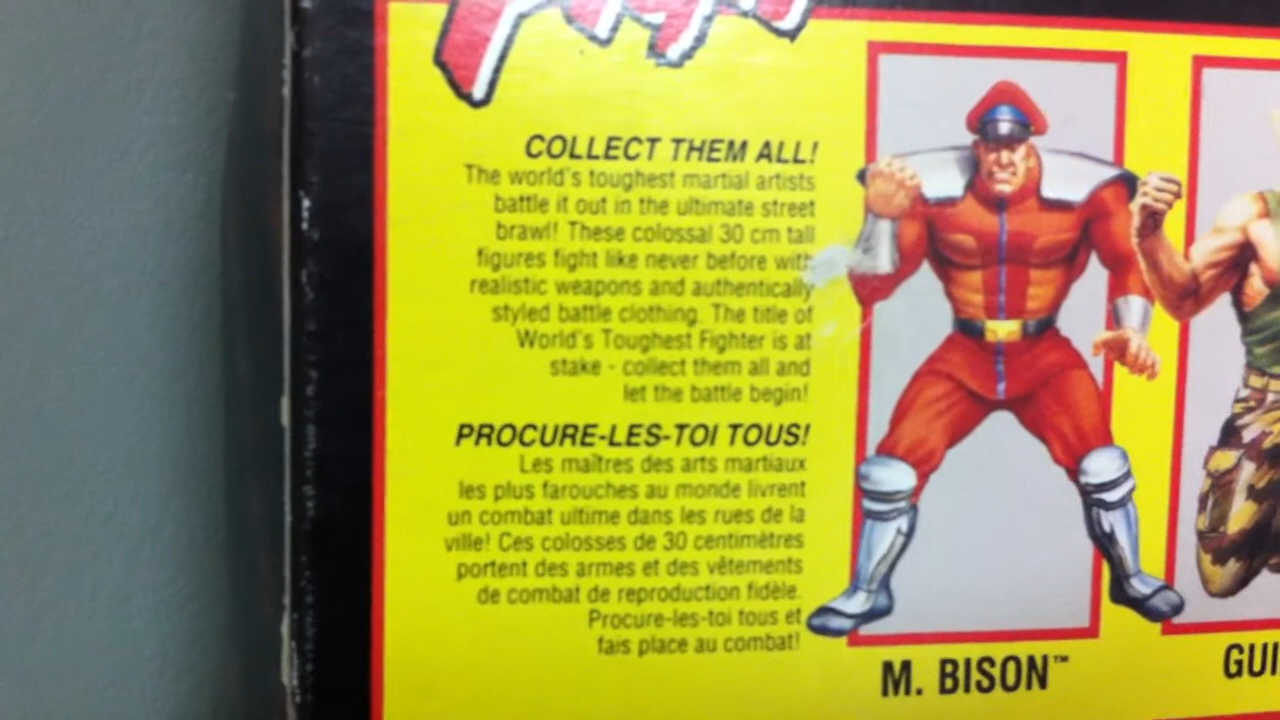 COLLECT THEM ALL!
The world's toughest martial artists
battle it out in the ultimate street
brawl! These colossal 30 cm tall
figures fight like never before with
realistic weapons and authentically
styled battle clothing. The title of
World's Toughest Fighter is at
stake - collect them all and
let the battle begin!
PROCURE-LES-TOI TOUS!
Les maîtres des arts martiaux
les plus farouches au monde livrent
un combat ultime dans les rues de la
ville! Ces colosses de 30 centimètres
portent des armes et des vêtements
de combat de reproduction fidèle.
Procure-les-toi tous et
fais place au combat!
M. BISON™
GUI